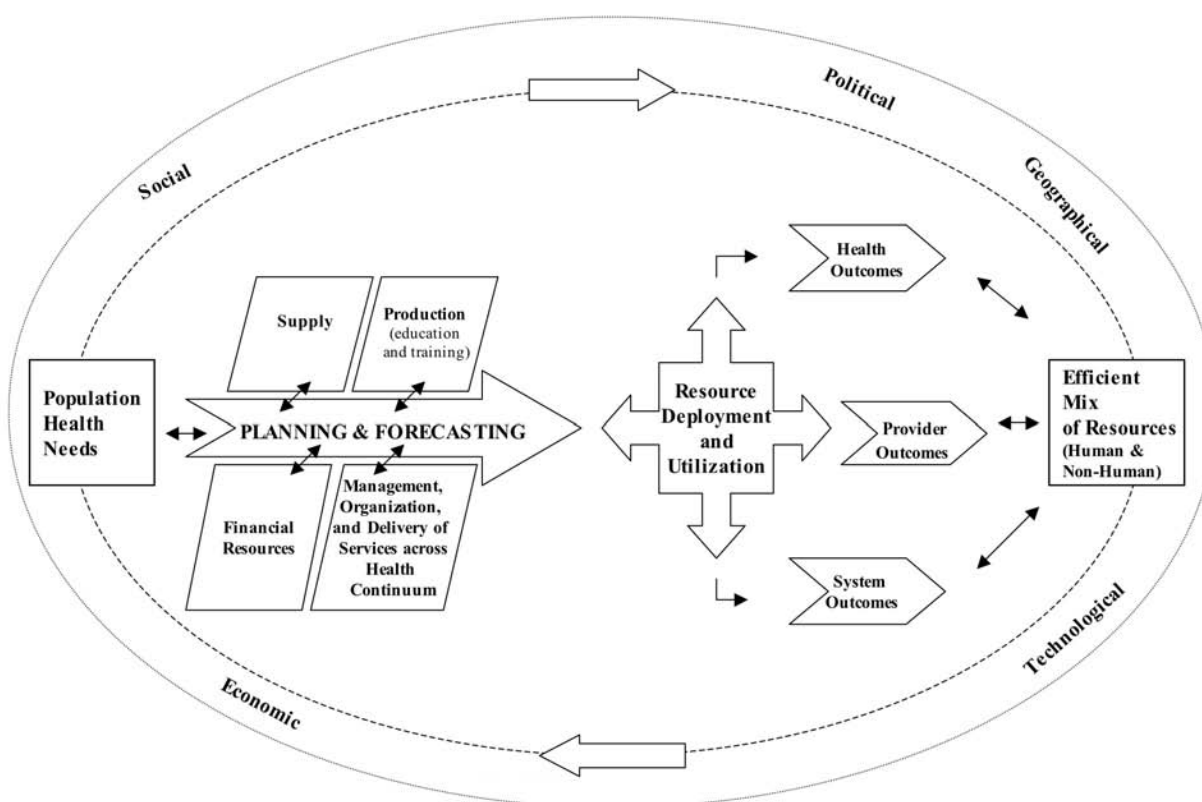 Social
Political
Geographical
Supply
Production
(education
and training)
Population
Health
Needs
PLANNING & FORECASTING
Financial
Resources
Management,
Organization,
and Delivery of
Services across
Health
Continuum
Resource
Deployment
and
Utilization
Health
Outcomes
Provider
Outcomes
System
Outcomes
Efficient
Mix
of Resources
(Human &
Non-Human)
Economic
Technological